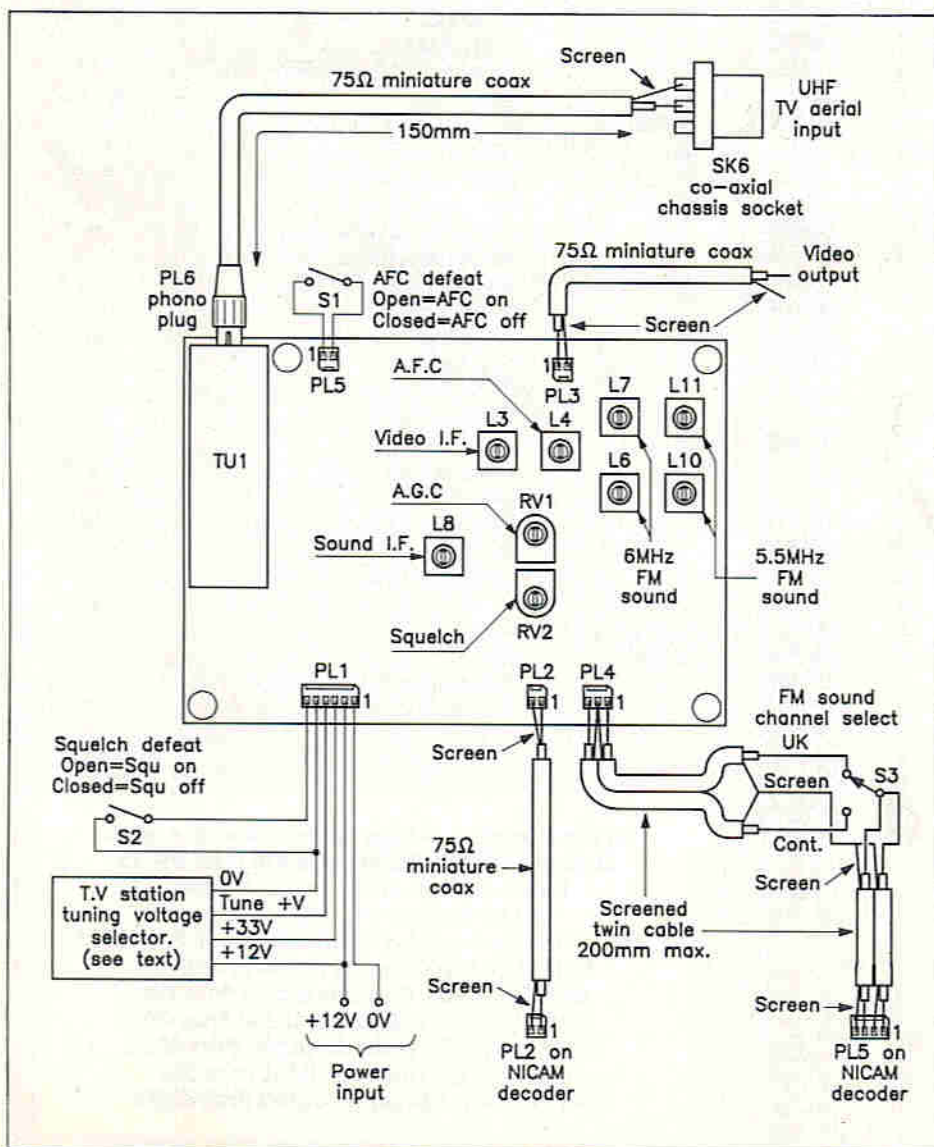 Screen
75Ω miniature coax
UHF
TV aerial
input
150mm
SK6
co-axial
chassis socket
75Ω miniature coax
Video
output
PL6
phono
plug
S1
AFC defeat
Open=AFC on
Closed=AFC off
Screen
1
PL5
1
PL3
A.F.C
L7
L11
L3
L4
Video I.F.
TU1
L6
L10
A.G.C
RV1
L8
Sound I.F.
6MHz
FM
sound
5.5MHz
FM
sound
Squelch
RV2
PL1
1
PL2
1
PL4
1
FM sound
channel select
UK
Squelch defeat
Open=Squ on
Closed=Squ off
S2
Screen
Screen
S3
Cont.
75Ω
miniature
coax
Screen
0V
Tune +V
+33V
+12V
T.V station
tuning voltage
selector.
(see text)
Screened
twin cable
200mm max.
Screen
Screen
+12V
0V
1
1
Power
input
PL2 on
NICAM
decoder
PL5 on
NICAM
decoder